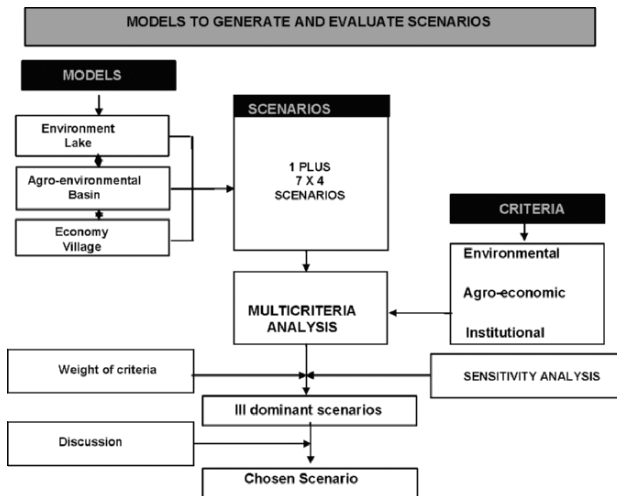 MODELS TO GENERATE AND EVALUATE SCENARIOS
MODELS
Environment
Lake
Agro-environmental
Basin
Economy
Village
SCENARIOS
1 PLUS
7 X 4
SCENARIOS
CRITERIA
Environmental
Agro-economic
Institutional
MULTICRITERIA
ANALYSIS
Weight of criteria
SENSITIVITY ANALYSIS
III dominant scenarios
Discussion
Chosen Scenario